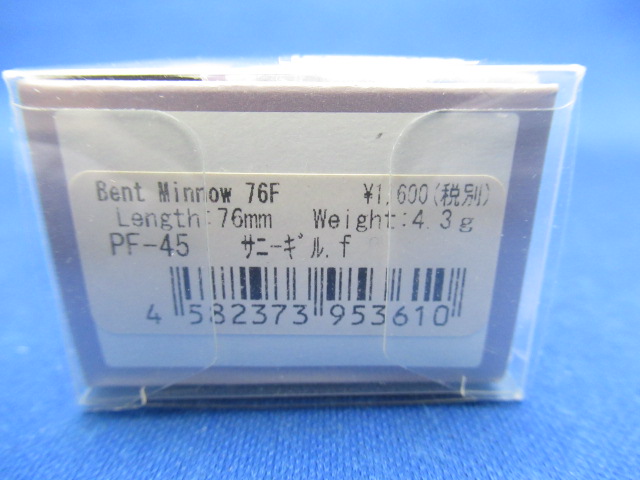 Bent Minnow 76F ¥1,600(税別)
Length:76mm Weight:4.3g
PF-45 ｻﾆｰｷﾞﾙ.f
4 582373 953610